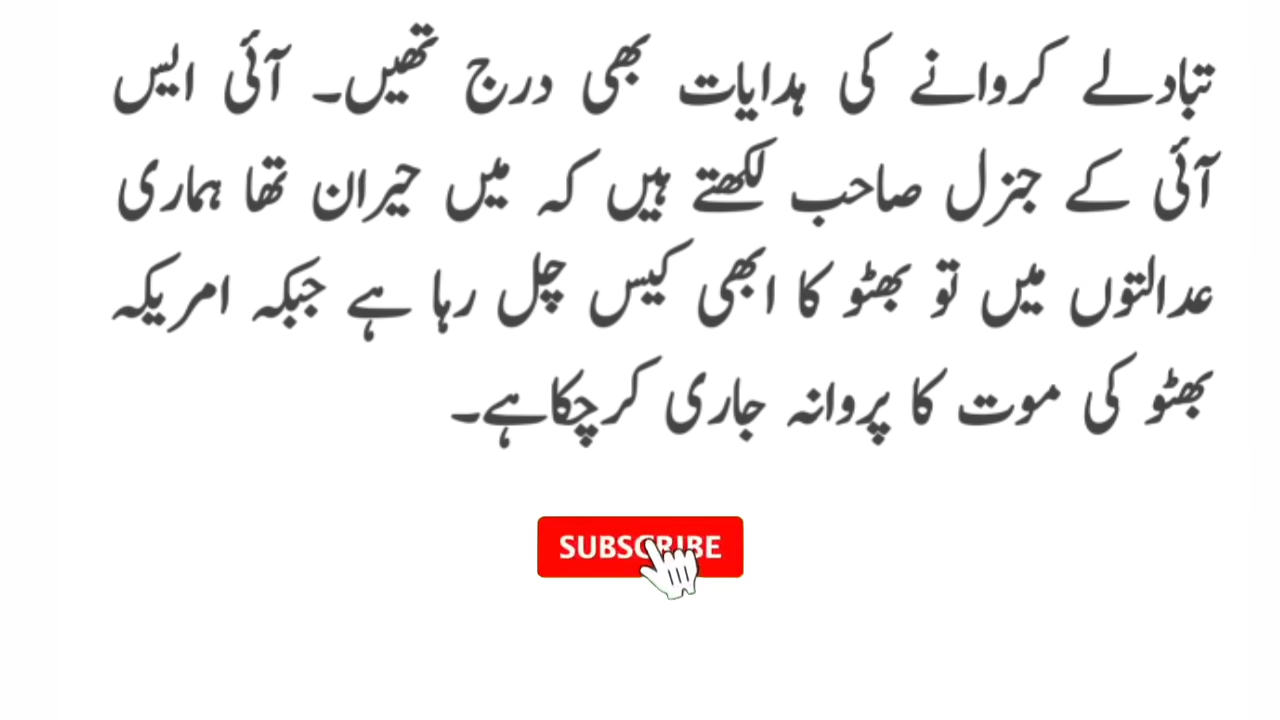 تبادلے کروانے کی ہدایات بھی درج تھیں۔ آئی ایس
آئی کے جنرل صاحب لکھتے ہیں کہ میں حیران تھا ہماری
عدالتوں میں تو بھٹو کا ابھی کیس چل رہا ہے جبکہ امریکہ
بھٹو کی موت کا پروانہ جاری کرچکاہے۔
SUBSCRIBE